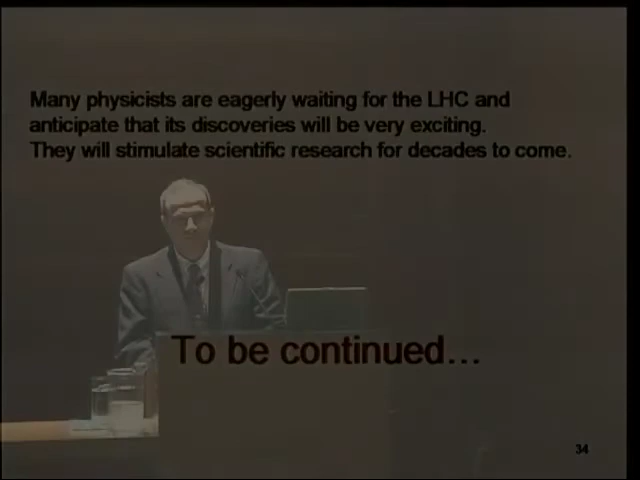 Many physicists are eagerly waiting for the LHC and
anticipate that its discoveries will be very exciting.
They will stimulate scientific research for decades to come.
To be continued...
34